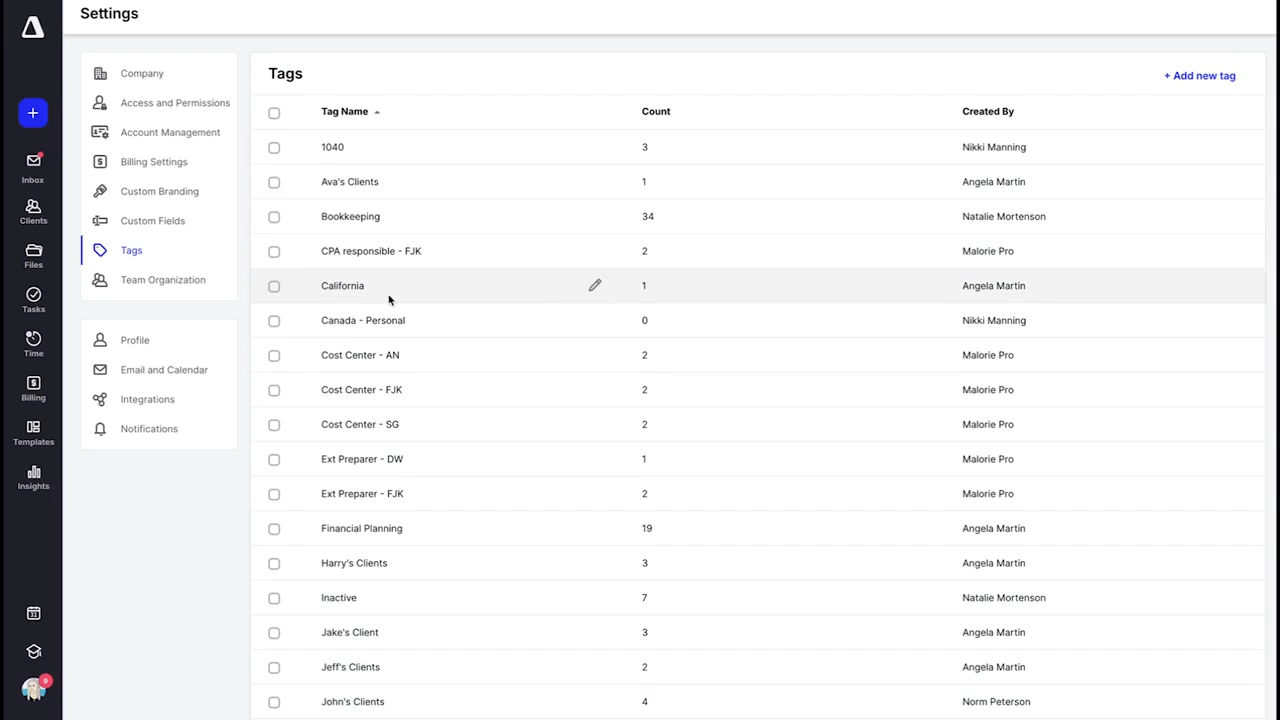 Settings
Inbox
Clients
Files
Tasks
Time
Billing
Templates
Insights
9
Company
Access and Permissions
Account Management
Billing Settings
Custom Branding
Custom Fields
Tags
Team Organization
Profile
Email and Calendar
Integrations
Notifications
Tags
+ Add new tag
Tag Name Count Created By
1040 3 Nikki Manning
Ava's Clients 1 Angela Martin
Bookkeeping 34 Natalie Mortenson
CPA responsible - FJK 2 Malorie Pro
California 1 Angela Martin
Canada - Personal 0 Nikki Manning
Cost Center - AN 2 Malorie Pro
Cost Center - FJK 2 Malorie Pro
Cost Center - SG 2 Malorie Pro
Ext Preparer - DW 1 Malorie Pro
Ext Preparer - FJK 2 Malorie Pro
Financial Planning 19 Angela Martin
Harry's Clients 3 Angela Martin
Inactive 7 Natalie Mortenson
Jake's Client 3 Angela Martin
Jeff's Clients 2 Angela Martin
John's Clients 4 Norm Peterson